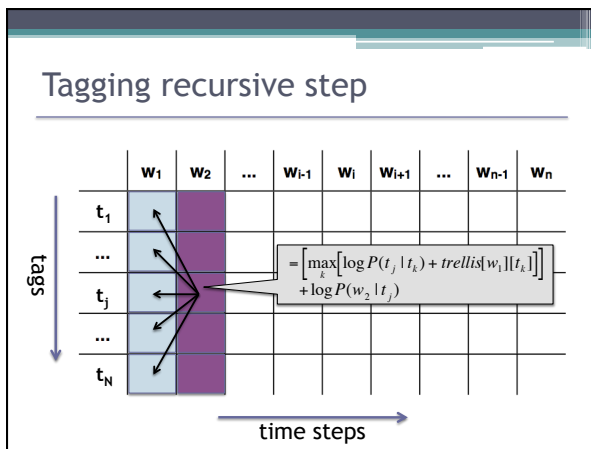 Tagging recursive step
w₁ w₂ ... wᵢ₋₁ wᵢ wᵢ₊₁ ... wₙ₋₁ wₙ
t₁
...
tⱼ
...
t_N
tags
= [max_k [log P(tⱼ | tₖ) + trellis[w₁][tₖ]]]
+ log P(w₂ | tⱼ)
time steps